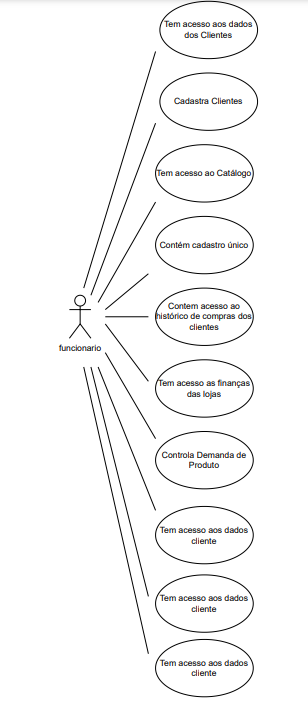 Tem acesso aos dados
dos Clientes
Cadastra Clientes
Tem acesso ao Catálogo
Contém cadastro único
Contem acesso ao
histórico de compras dos
clientes
funcionario
Tem acesso as finanças
das lojas
Controla Demanda de
Produto
Tem acesso aos dados
cliente
Tem acesso aos dados
cliente
Tem acesso aos dados
cliente